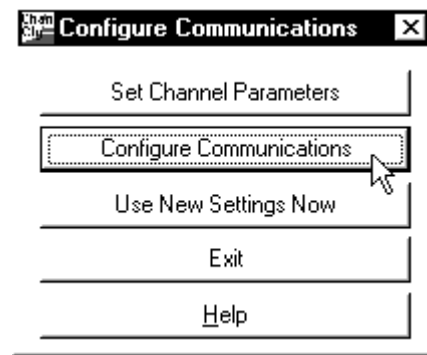 Configure Communications
Set Channel Parameters
Configure Communications
Use New Settings Now
Exit
Help